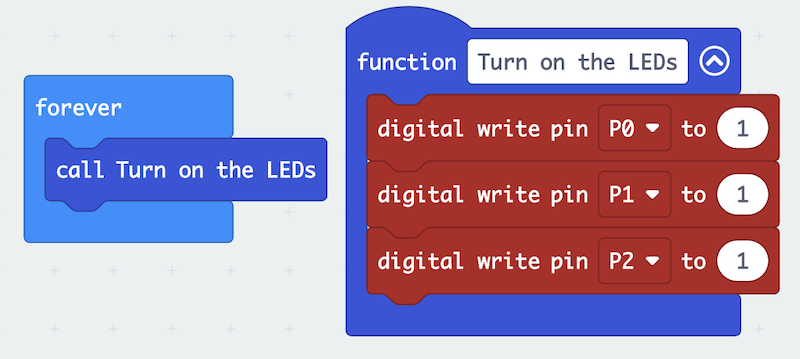 forever
call Turn on the LEDs
function Turn on the LEDs
digital write pin P0 to 1
digital write pin P1 to 1
digital write pin P2 to 1